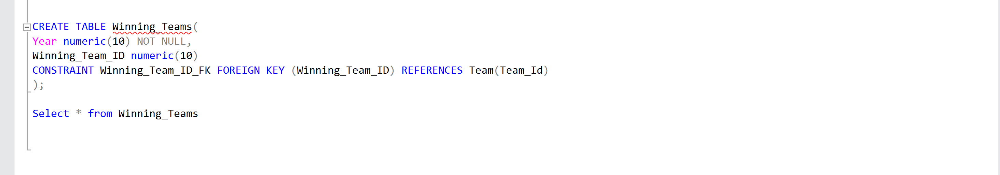 CREATE TABLE Winning_Teams(
Year numeric(10) NOT NULL,
Winning_Team_ID numeric(10)
CONSTRAINT Winning_Team_ID_FK FOREIGN KEY (Winning_Team_ID) REFERENCES Team(Team_Id)
);
Select * from Winning_Teams